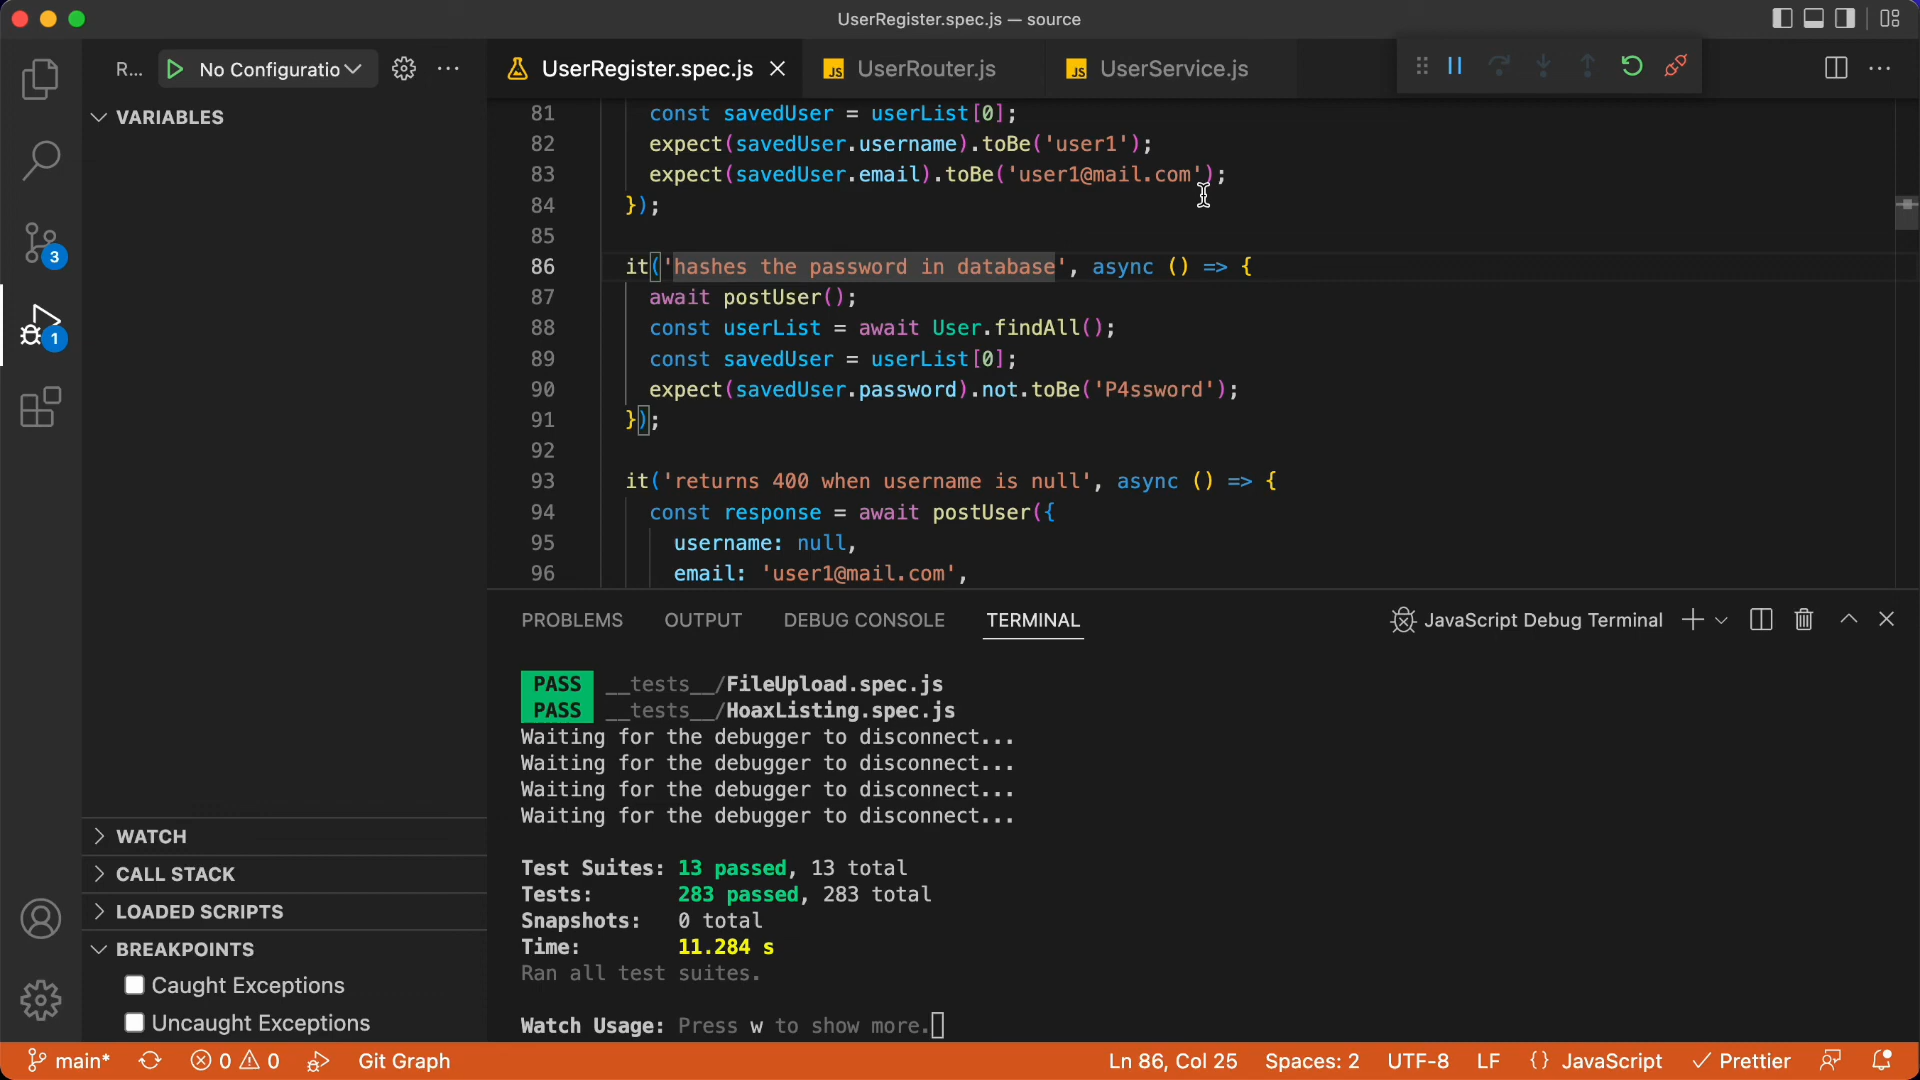 UserRegister.spec.js — source
R... No Configuratio
UserRegister.spec.js
JS UserRouter.js
JS UserService.js
VARIABLES
3
1
81 const savedUser = userList[0];
82 expect(savedUser.username).toBe('user1');
83 expect(savedUser.email).toBe('user1@mail.com');
84 });
85
86 it('hashes the password in database', async () => {
87 await postUser();
88 const userList = await User.findAll();
89 const savedUser = userList[0];
90 expect(savedUser.password).not.toBe('P4ssword');
91 });
92
93 it('returns 400 when username is null', async () => {
94 const response = await postUser({
95 username: null,
96 email: 'user1@mail.com',
PROBLEMS OUTPUT DEBUG CONSOLE TERMINAL
JavaScript Debug Terminal
PASS __tests__/FileUpload.spec.js
PASS __tests__/HoaxListing.spec.js
Waiting for the debugger to disconnect...
Waiting for the debugger to disconnect...
Waiting for the debugger to disconnect...
Waiting for the debugger to disconnect...
Test Suites: 13 passed, 13 total
Tests: 283 passed, 283 total
Snapshots: 0 total
Time: 11.284 s
Ran all test suites.
Watch Usage: Press w to show more.
WATCH
CALL STACK
LOADED SCRIPTS
BREAKPOINTS
Caught Exceptions
Uncaught Exceptions
main* 0 0 Git Graph
Ln 86, Col 25 Spaces: 2 UTF-8 LF {} JavaScript Prettier